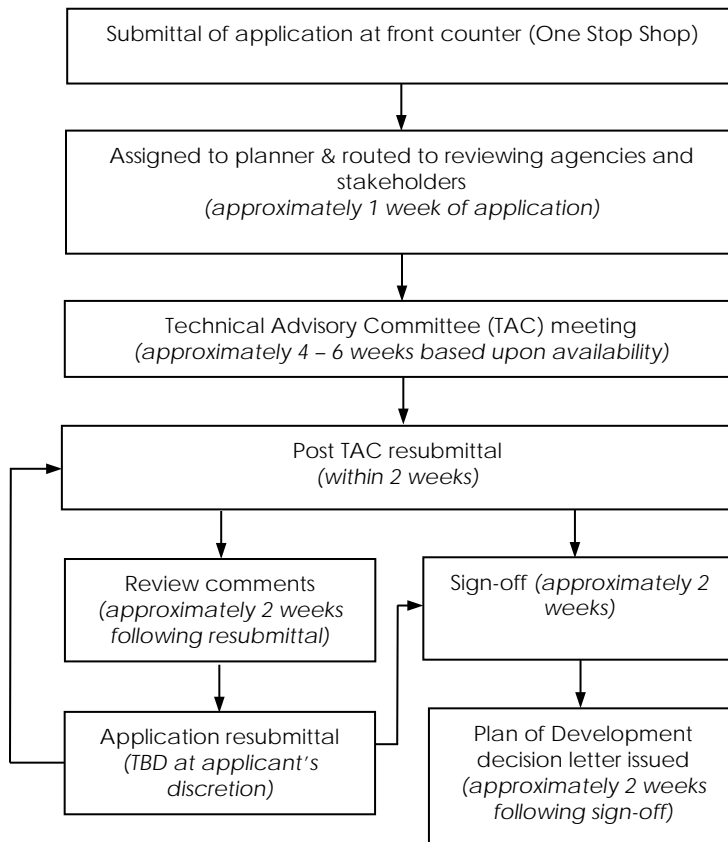 Submittal of application at front counter (One Stop Shop)
Assigned to planner & routed to reviewing agencies and
stakeholders
(approximately 1 week of application)
Technical Advisory Committee (TAC) meeting
(approximately 4 – 6 weeks based upon availability)
Post TAC resubmittal
(within 2 weeks)
Review comments
(approximately 2 weeks
following resubmittal)
Sign-off (approximately 2
weeks)
Application resubmittal
(TBD at applicant's
discretion)
Plan of Development
decision letter issued
(approximately 2 weeks
following sign-off)